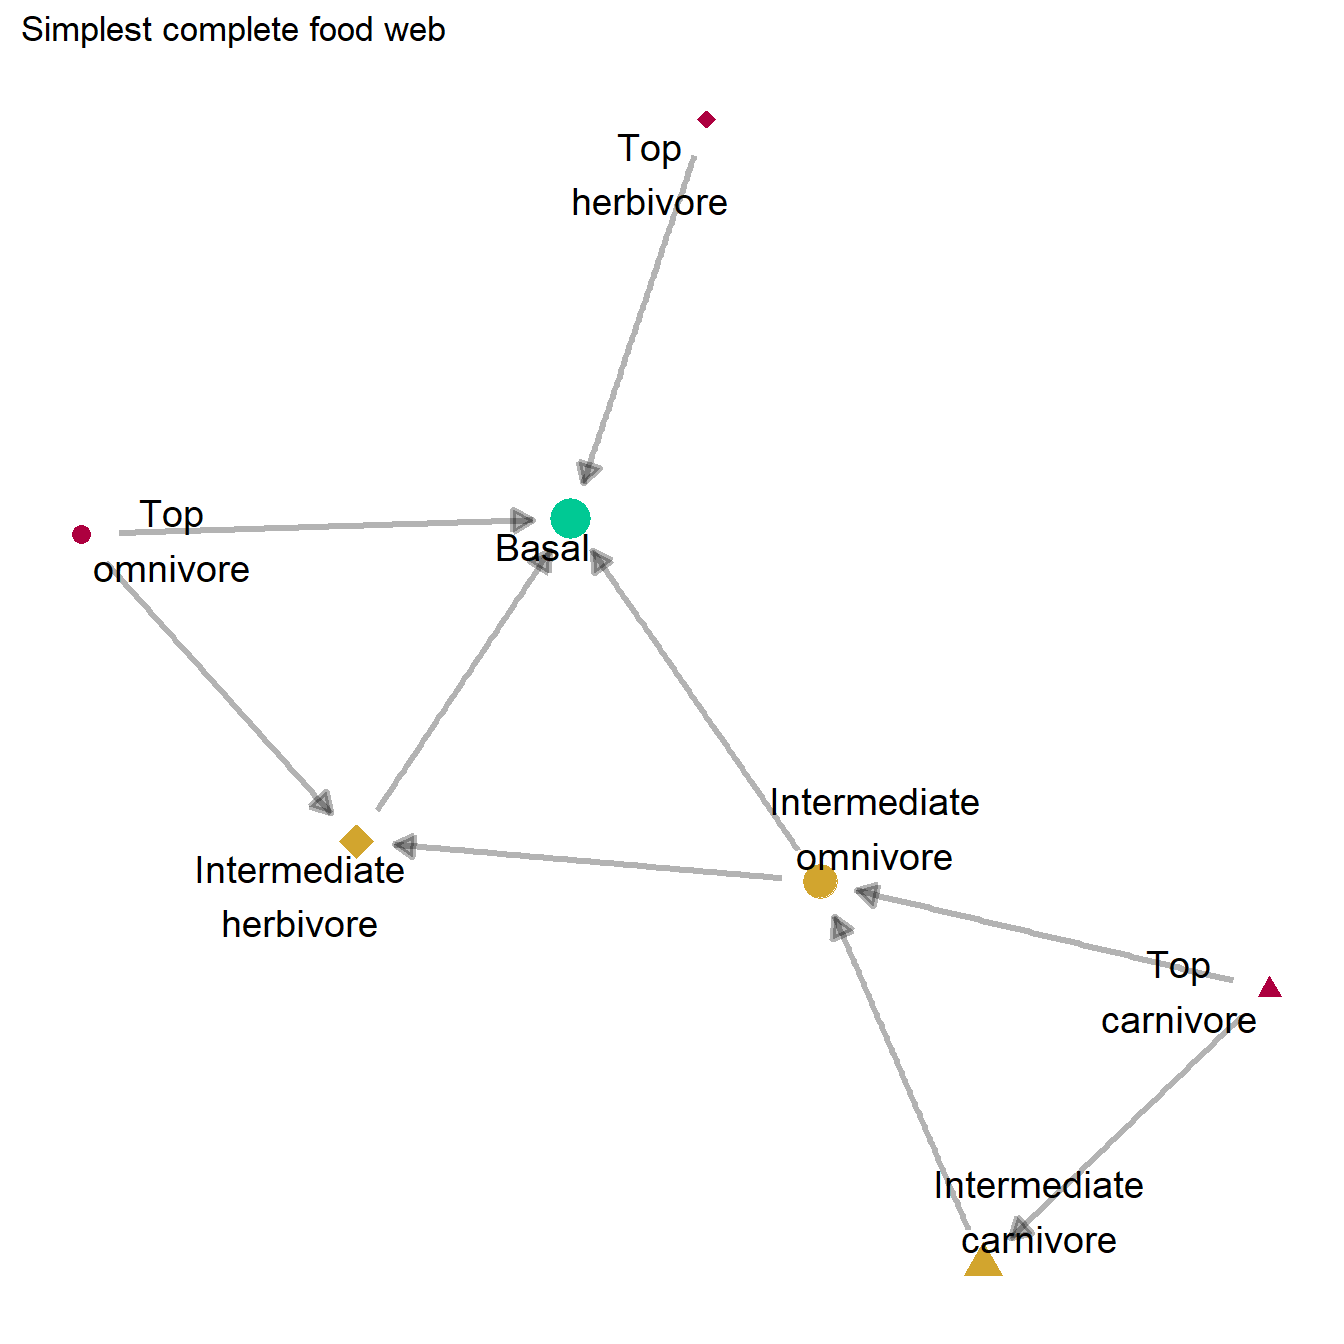 Simplest complete food web
Top
herbivore
Top
omnivore
Basal
Intermediate
omnivore
Intermediate
herbivore
Top
carnivore
Intermediate
carnivore